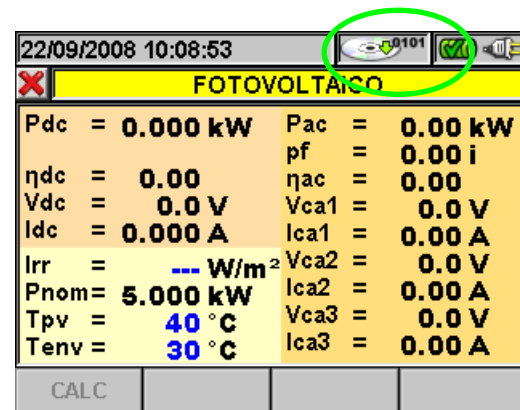 22/09/2008 10:08:53 0101
FOTOVOLTAICO
Pdc = 0.000 kW
ηdc = 0.00
Vdc = 0.0 V
Idc = 0.000 A
Irr = --- W/m²
Pnom= 5.000 kW
Tpv = 40 °C
Tenv = 30 °C
Pac = 0.00 kW
pf = 0.00 i
ηac = 0.00
Vca1 = 0.0 V
Ica1 = 0.00 A
Vca2 = 0.0 V
Ica2 = 0.00 A
Vca3 = 0.0 V
Ica3 = 0.00 A
CALC